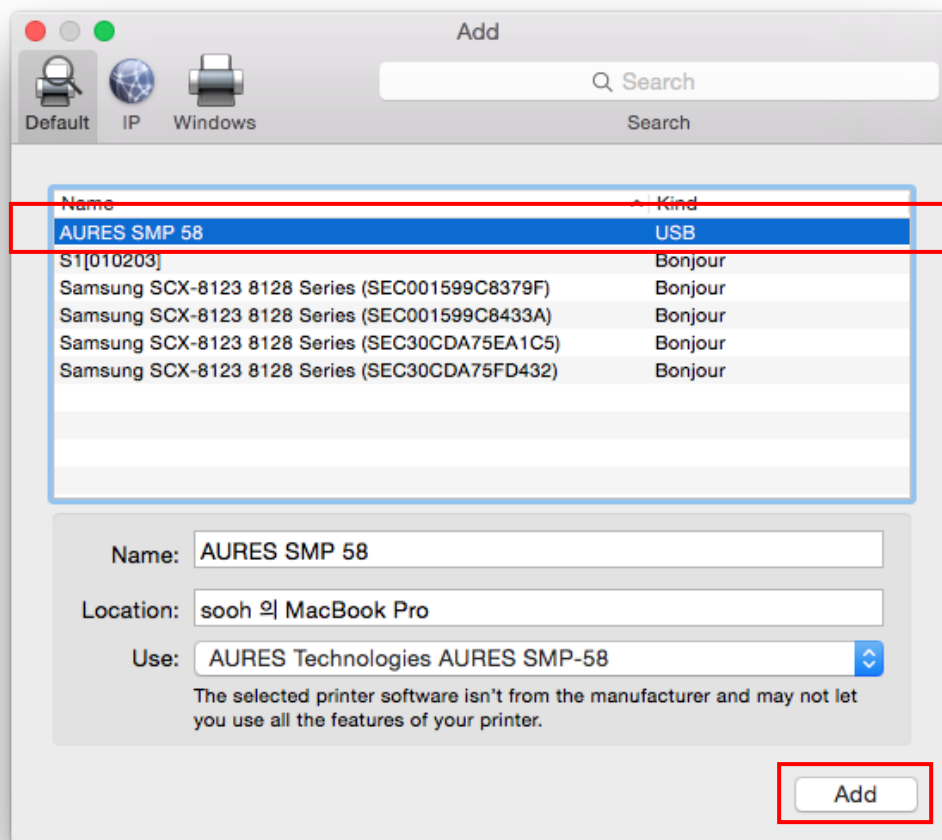 Add
Default IP Windows
Search
Search
Name Kind
AURES SMP 58 USB
S1[010203] Bonjour
Samsung SCX-8123 8128 Series (SEC001599C8379F) Bonjour
Samsung SCX-8123 8128 Series (SEC001599C8433A) Bonjour
Samsung SCX-8123 8128 Series (SEC30CDA75EA1C5) Bonjour
Samsung SCX-8123 8128 Series (SEC30CDA75FD432) Bonjour
Name: AURES SMP 58
Location: sooh 의 MacBook Pro
Use: AURES Technologies AURES SMP-58
The selected printer software isn't from the manufacturer and may not let
you use all the features of your printer.
Add